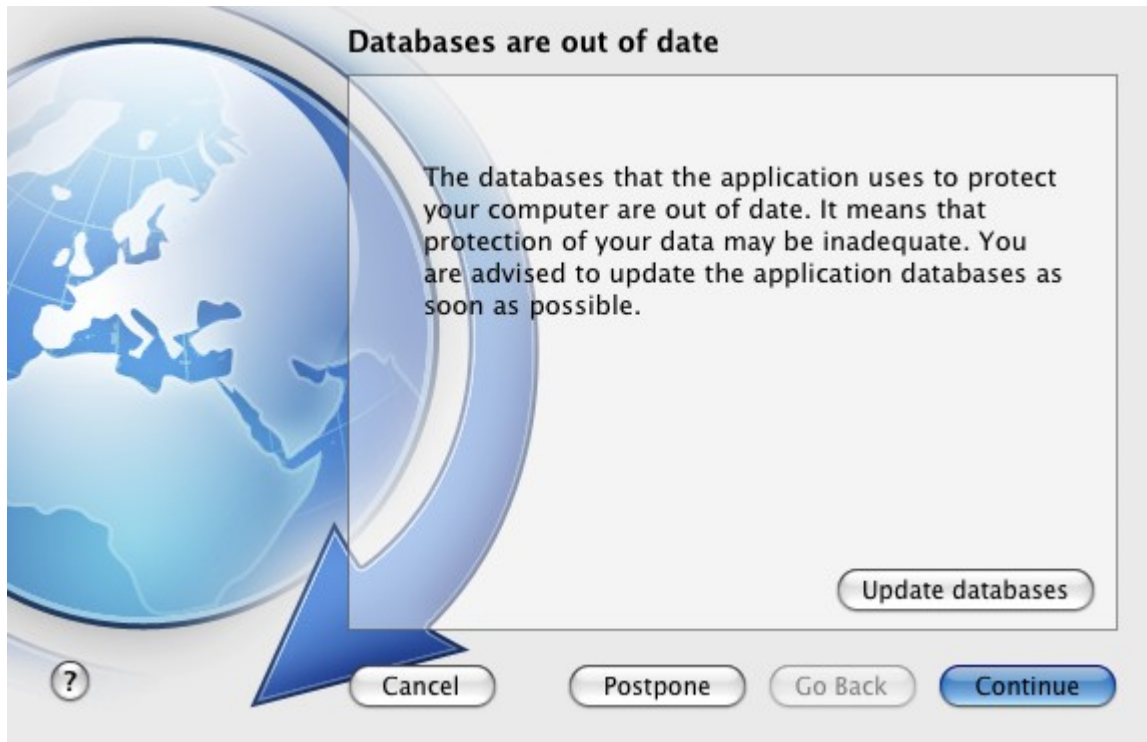 Databases are out of date
The databases that the application uses to protect
your computer are out of date. It means that
protection of your data may be inadequate. You
are advised to update the application databases as
soon as possible.
Update databases
?
Cancel
Postpone
Go Back
Continue